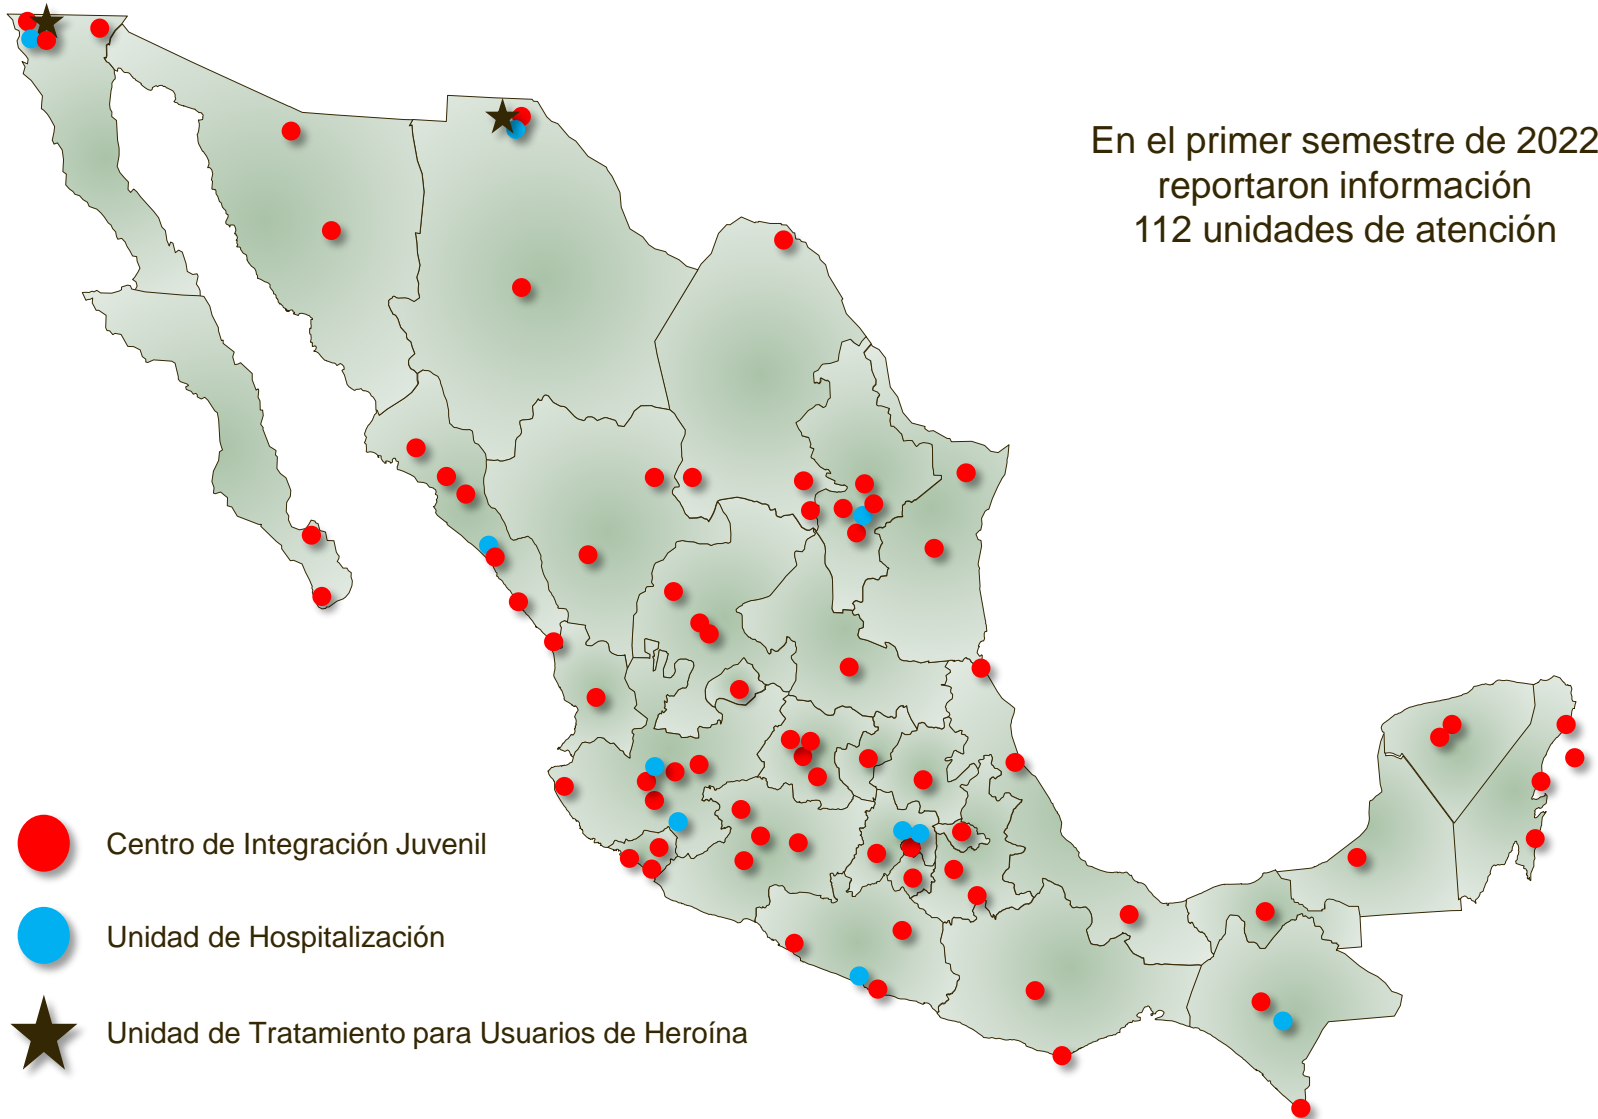 En el primer semestre de 2022
reportaron información
112 unidades de atención
Centro de Integración Juvenil
Unidad de Hospitalización
Unidad de Tratamiento para Usuarios de Heroína